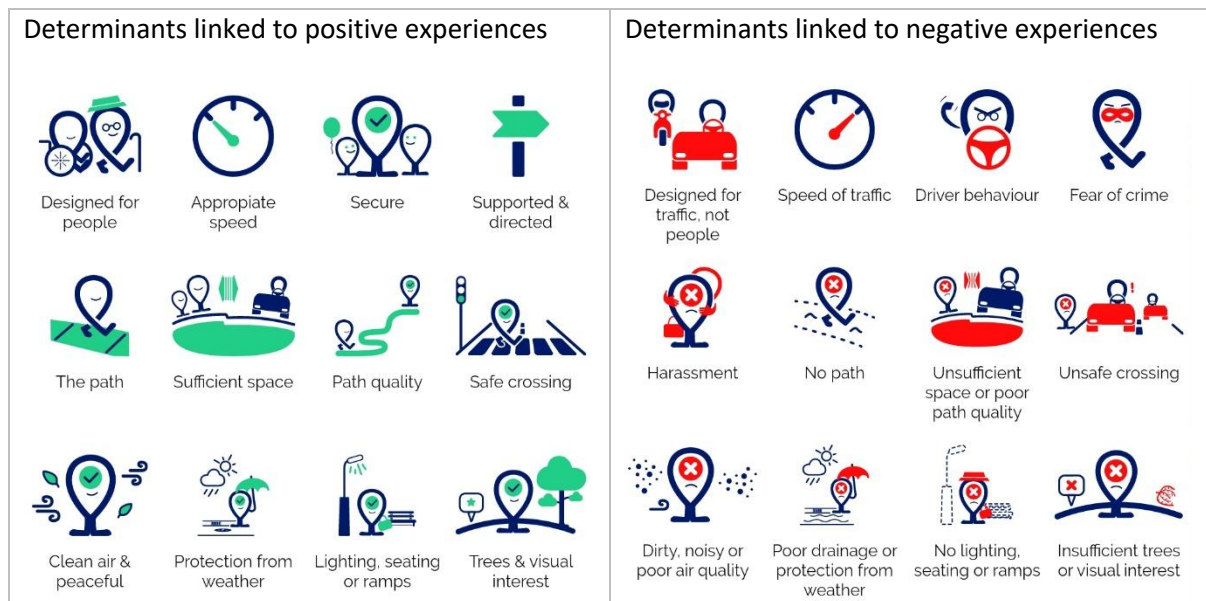 Determinants linked to positive experiences
Designed for
people
Appropiate
speed
Secure
Supported &
directed
The path
Sufficient space
Path quality
Safe crossing
Clean air &
peaceful
Protection from
weather
Lighting, seating
or ramps
Trees & visual
interest
Determinants linked to negative experiences
Designed for
traffic, not
people
Speed of traffic
Driver behaviour
Fear of crime
Harassment
No path
Unsufficient
space or poor
path quality
Unsafe crossing
Dirty, noisy or
poor air quality
Poor drainage or
protection from
weather
No lighting,
seating or ramps
Insufficient trees
or visual interest